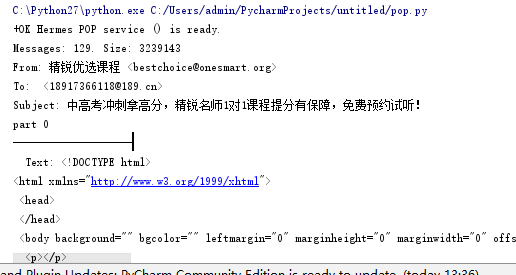 C:\Python27\python.exe C:/Users/admin/PycharmProjects/untitled/pop.py
+OK Hermes POP service () is ready.
Messages: 129. Size: 3239143
From: 精锐优选课程 <bestchoice@onesmart.org>
To:  <18917366118@189.cn>
Subject: 中高考冲刺拿高分，精锐名师1对1课程提分有保障，免费预约试听！
part 0
--------------------
  Text: <!DOCTYPE html>
<html xmlns="http://www.w3.org/1999/xhtml">
 <head>
 </head>
 <body background="" bgcolor="" leftmargin="0" marginheight="0" marginwidth="0" offs
  <p></p>
and Plugin Updates: PyCharm Community Edition is ready to update. (today 13:36)